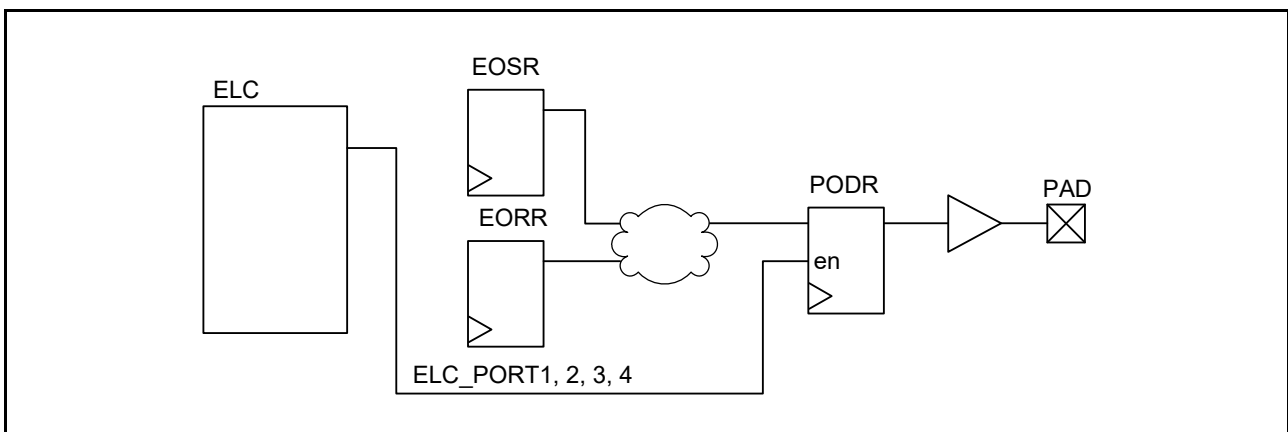 EOSR
ELC
PODR
PAD
EORR
en
ELC_PORT1, 2, 3, 4